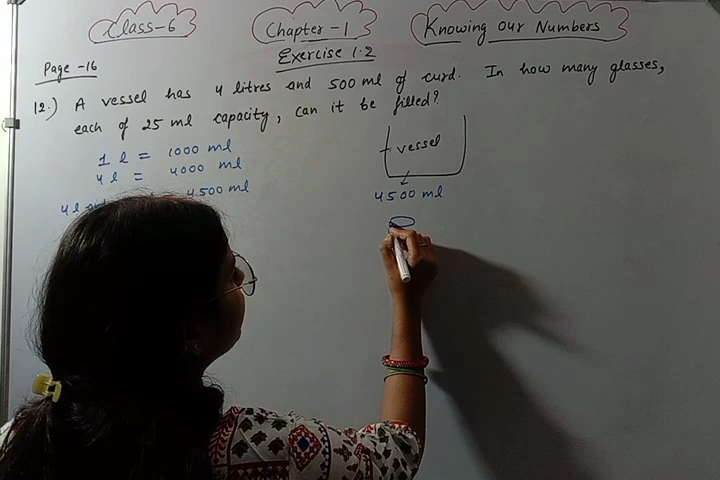 Class-6 Chapter-1 Knowing Our Numbers
Exercise 1.2
Page-16
12.) A vessel has 4 litres and 500 ml of curd. In how many glasses,
each of 25 ml capacity, can it be filled?
1 l = 1000 ml
4 l = 4000 ml
4 l 4500 ml
vessel
4500 ml